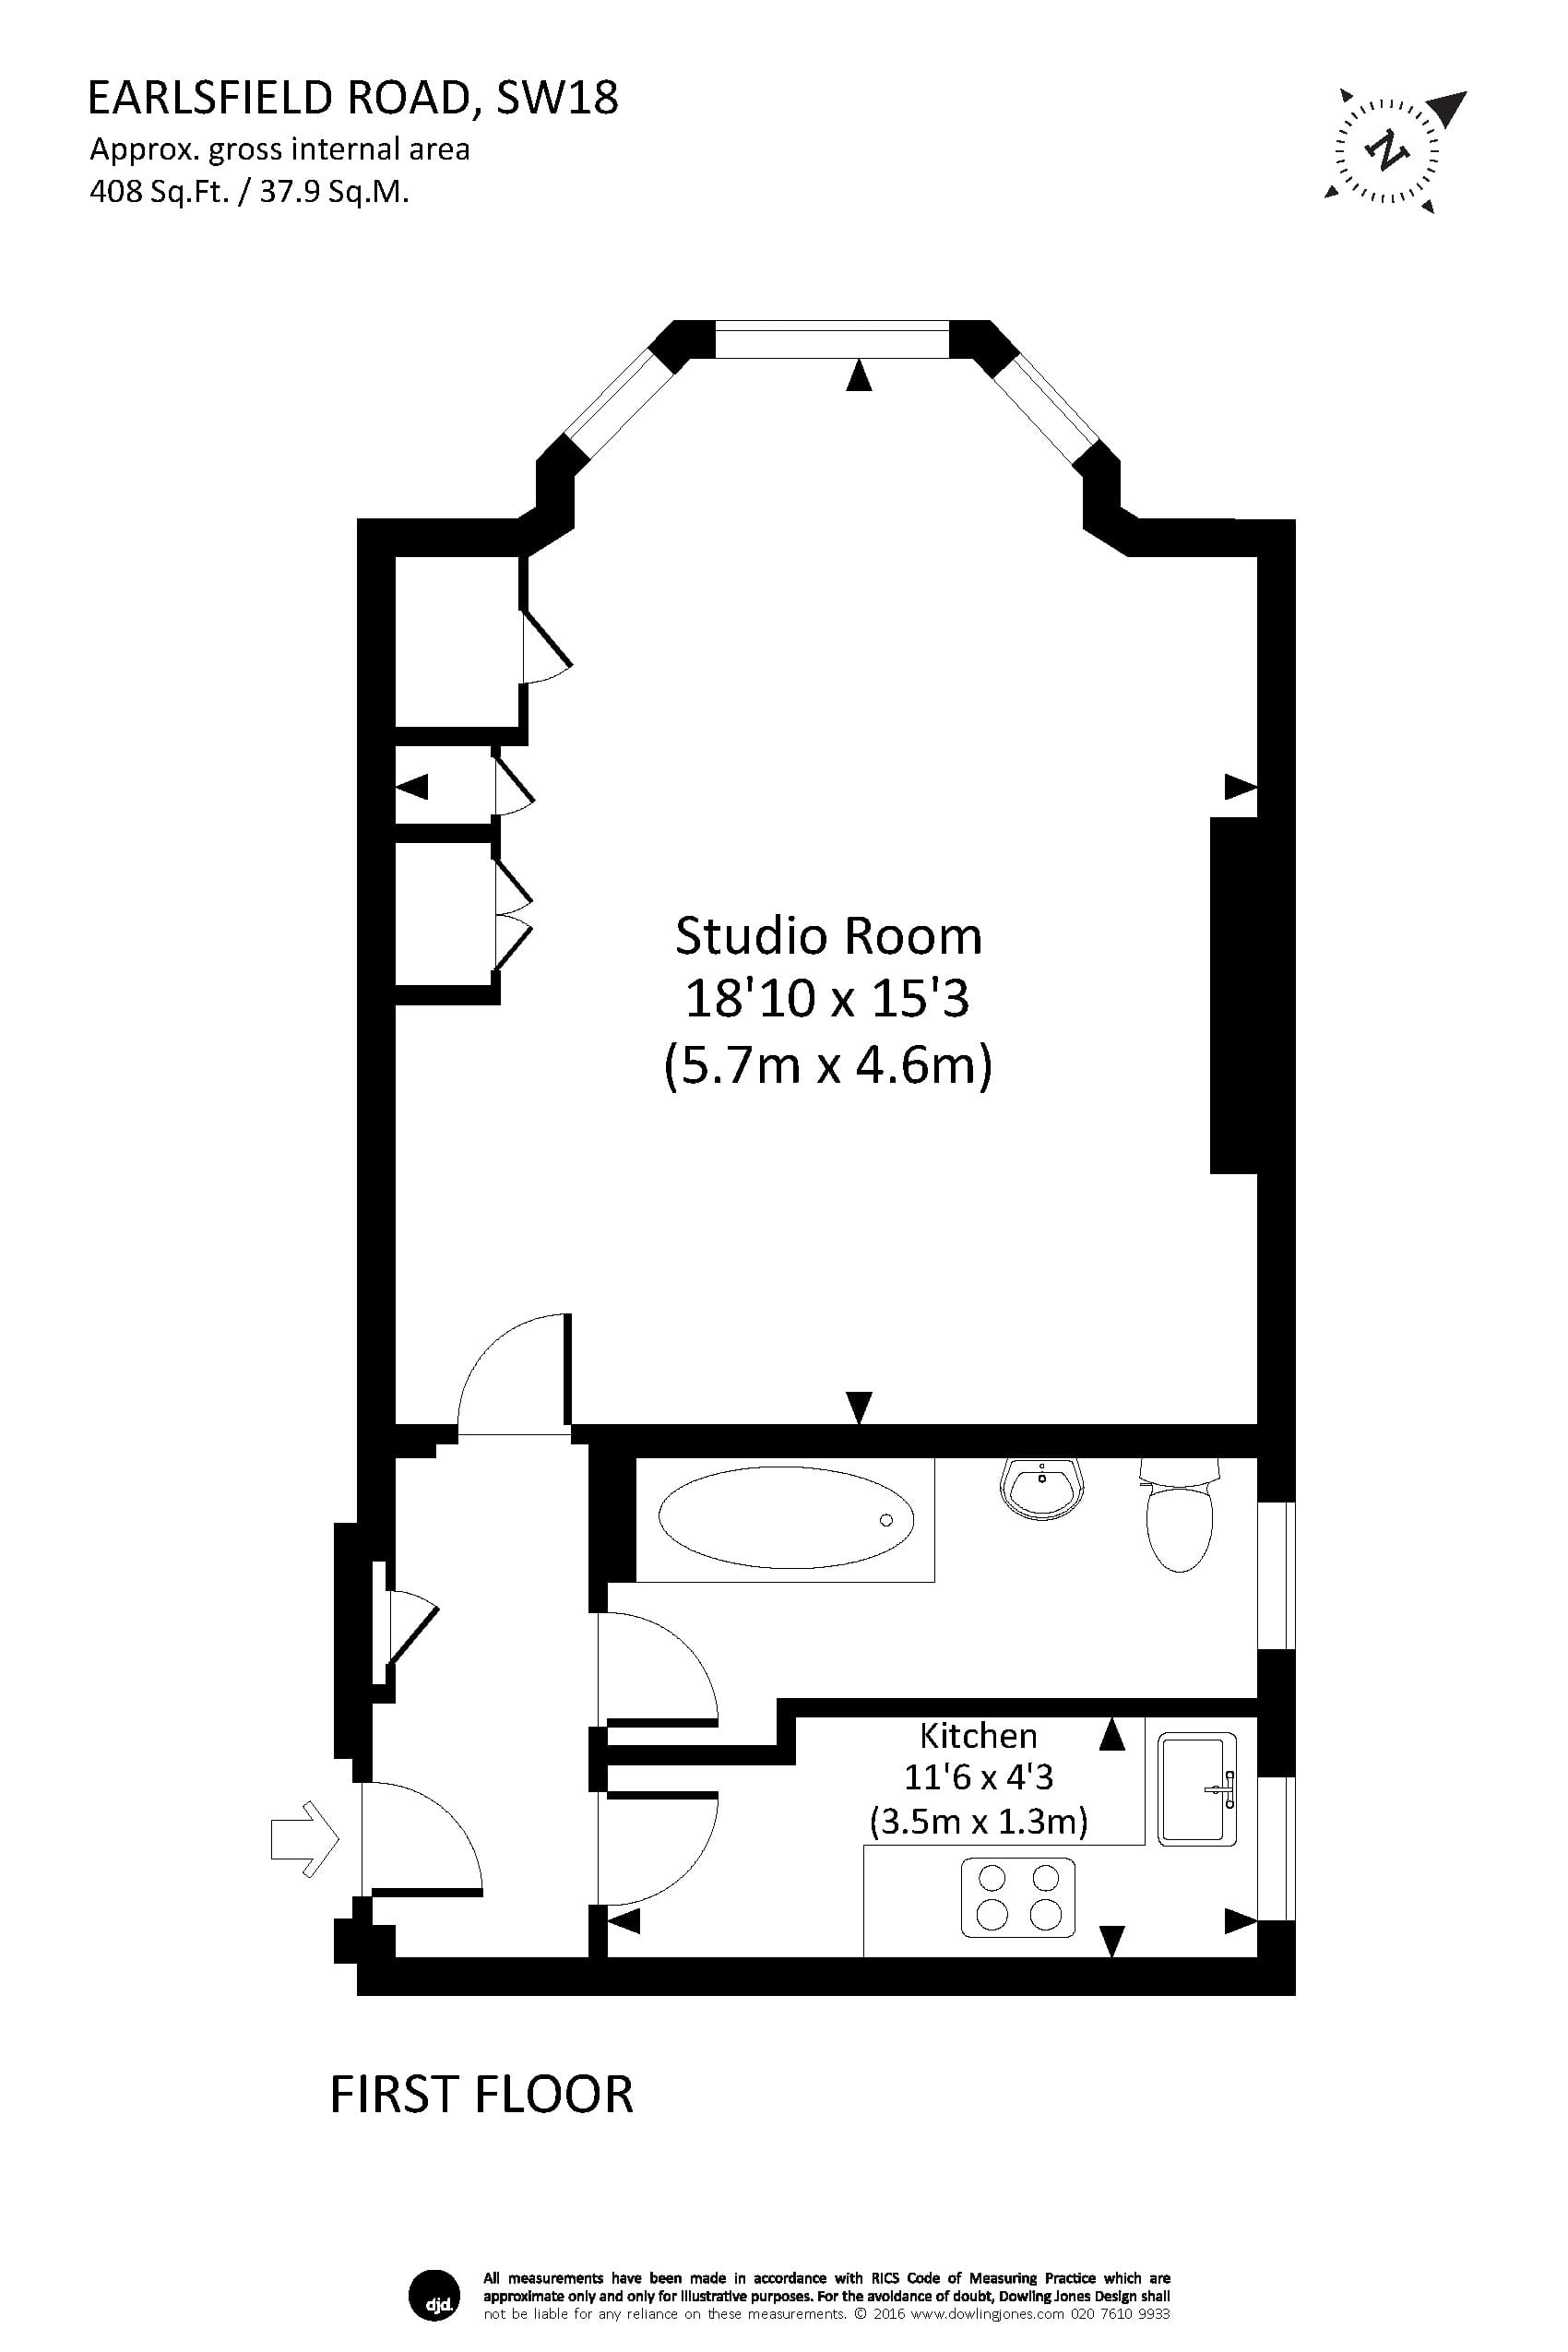 EARLSFIELD ROAD, SW18
Approx. gross internal area
408 Sq.Ft. / 37.9 Sq.M.
N
Studio Room
18'10 x 15'3
(5.7m x 4.6m)
Kitchen
11'6 x 4'3
(3.5m x 1.3m)
FIRST FLOOR
djd.
All measurements have been made in accordance with RICS Code of Measuring Practice which are
approximate only and only for illustrative purposes. For the avoidance of doubt, Dowling Jones Design shall
not be liable for any reliance on these measurements. © 2016 www.dowlingjones.com 020 7610 9933